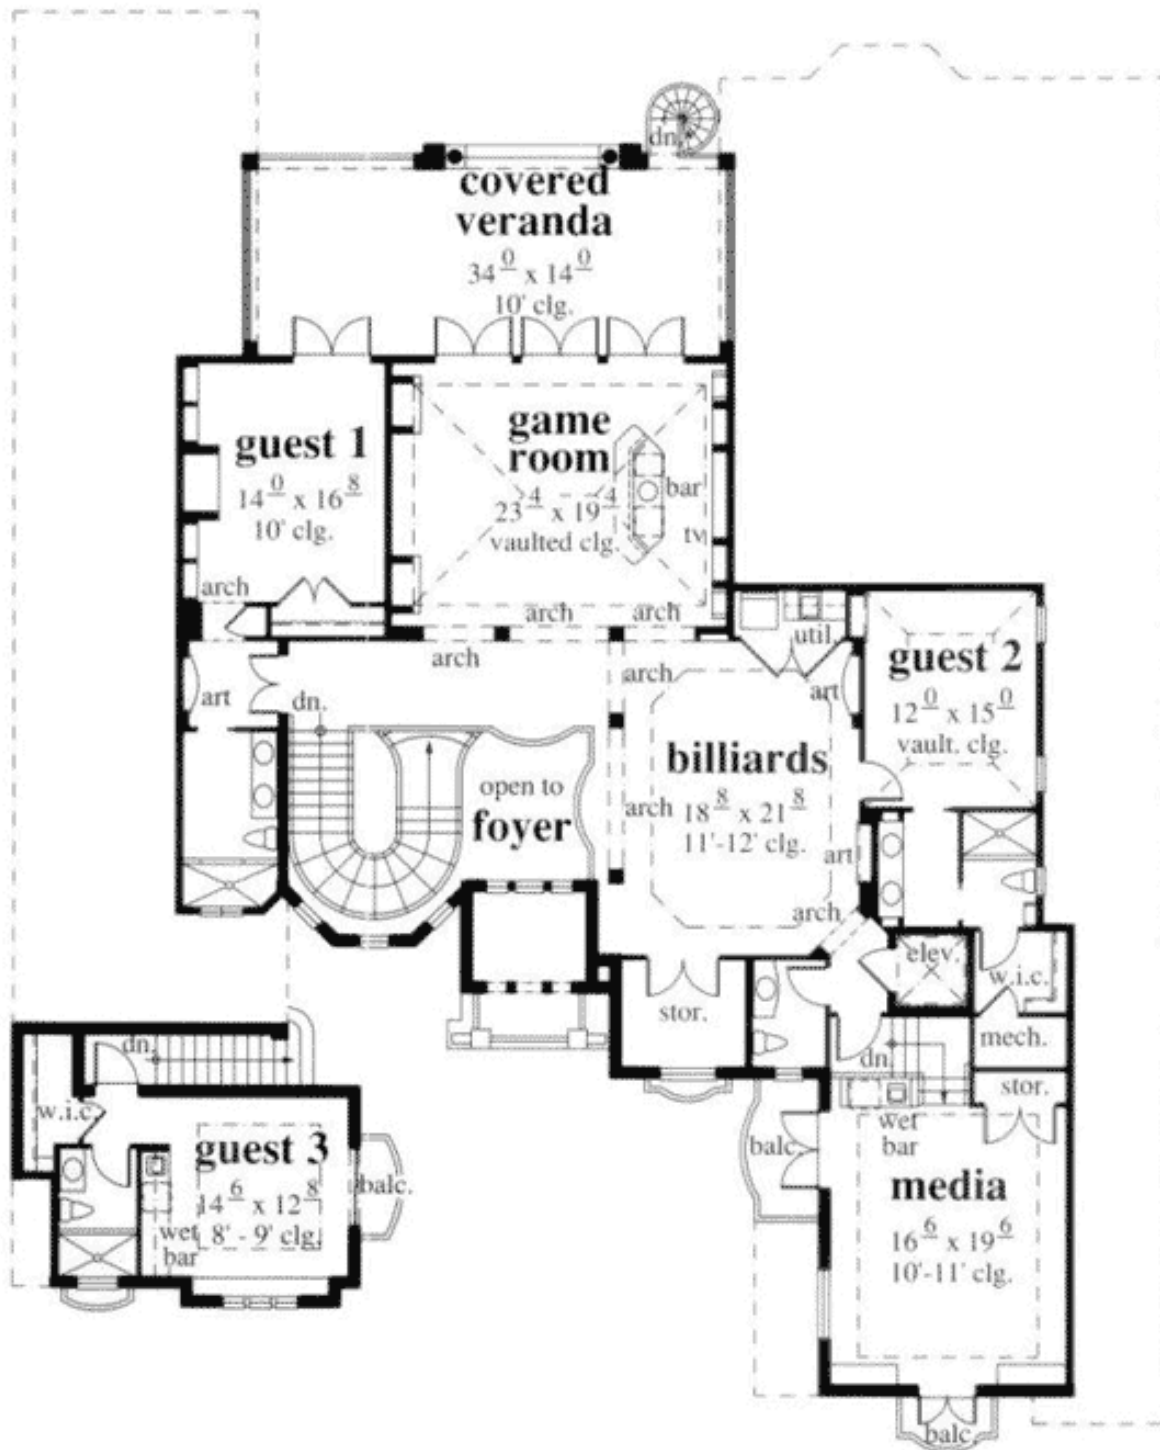 dn.
covered
veranda
34 0 x 14 0
10' clg.
game
room
23 4 x 19 4
vaulted clg.
bar
tv
guest 1
14 0 x 16 8
10' clg.
arch
arch
arch
arch
arch
util.
guest 2
12 0 x 15 0
vault. clg.
art
art
dn.
billiards
18 8 x 21 8
11'-12' clg.
arch
open to
foyer
art
arch
elev.
w.i.c.
stor.
mech.
dn.
stor.
dn.
w.i.c.
guest 3
14 6 x 12 8
8' - 9' clg.
balc.
wet
bar
wet
bar
balc.
media
16 6 x 19 6
10'-11' clg.
balc.